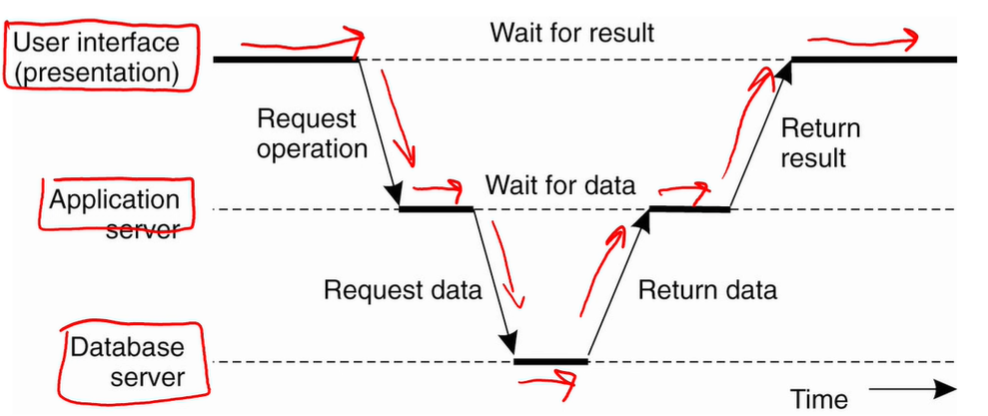 User interface
(presentation)
Wait for result
Request
operation
Return
result
Application
server
Wait for data
Request data
Return data
Database
server
Time